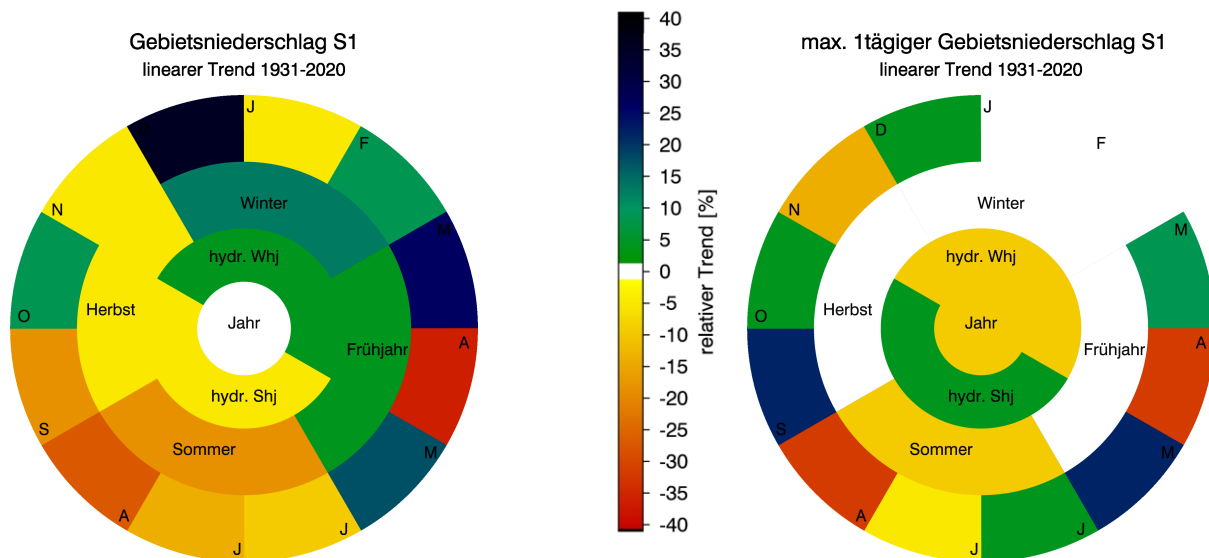 Gebietsniederschlag S1
linearer Trend 1931-2020
J
F
M
A
M
J
J
A
S
O
N
D
Winter
hydr. Whj
Herbst
Jahr
Frühjahr
hydr. Shj
Sommer
40
35
30
25
20
15
10
5
0
-5
-10
-15
-20
-25
-30
-35
-40
relativer Trend [%]
max. 1tägiger Gebietsniederschlag S1
linearer Trend 1931-2020
J
F
M
A
M
J
J
A
S
O
N
D
Winter
hydr. Whj
Herbst
Jahr
Frühjahr
hydr. Shj
Sommer